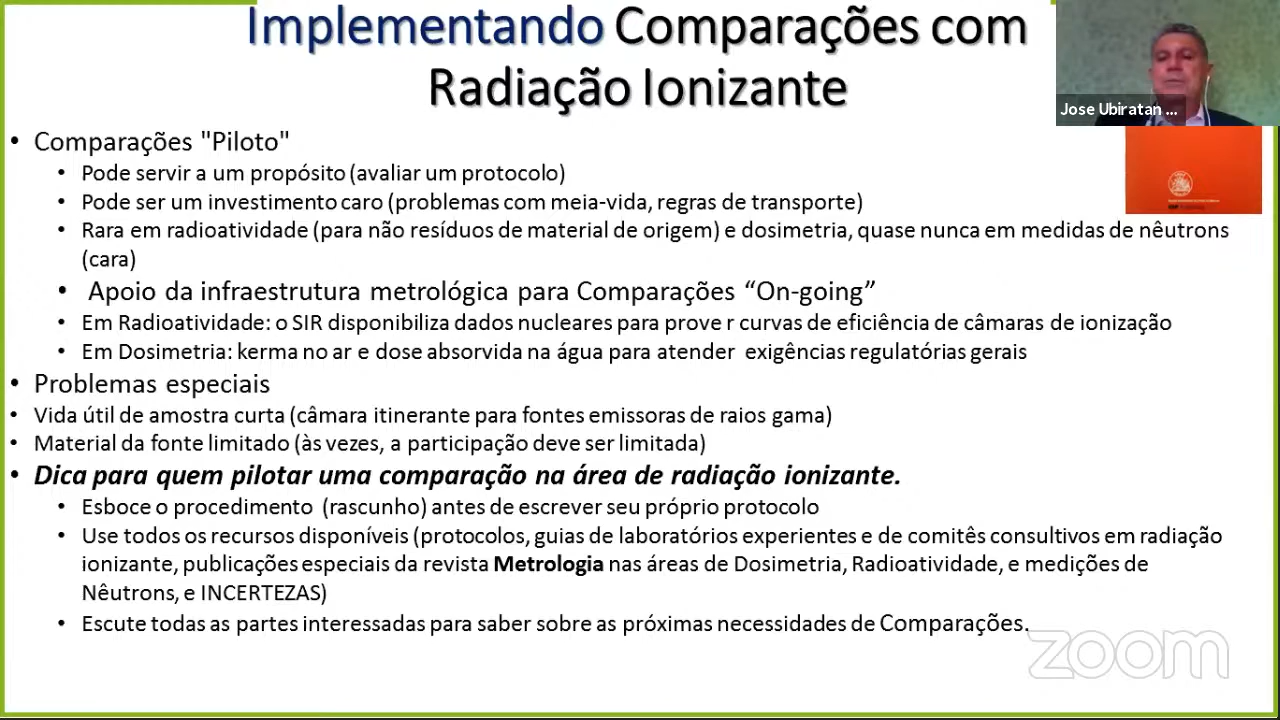 Implementando Comparações com
Radiação Ionizante
Jose Ubiratan ...
• Comparações "Piloto"
• Pode servir a um propósito (avaliar um protocolo)
• Pode ser um investimento caro (problemas com meia-vida, regras de transporte)
• Rara em radioatividade (para não resíduos de material de origem) e dosimetria, quase nunca em medidas de nêutrons
(cara)
• Apoio da infraestrutura metrológica para Comparações “On-going”
• Em Radioatividade: o SIR disponibiliza dados nucleares para prove r curvas de eficiência de câmaras de ionização
• Em Dosimetria: kerma no ar e dose absorvida na água para atender exigências regulatórias gerais
• Problemas especiais
• Vida útil de amostra curta (câmara itinerante para fontes emissoras de raios gama)
• Material da fonte limitado (às vezes, a participação deve ser limitada)
• Dica para quem pilotar uma comparação na área de radiação ionizante.
• Esboce o procedimento (rascunho) antes de escrever seu próprio protocolo
• Use todos os recursos disponíveis (protocolos, guias de laboratórios experientes e de comitês consultivos em radiação
ionizante, publicações especiais da revista Metrologia nas áreas de Dosimetria, Radioatividade, e medições de
Nêutrons, e INCERTEZAS)
• Escute todas as partes interessadas para saber sobre as próximas necessidades de Comparações.
zoom